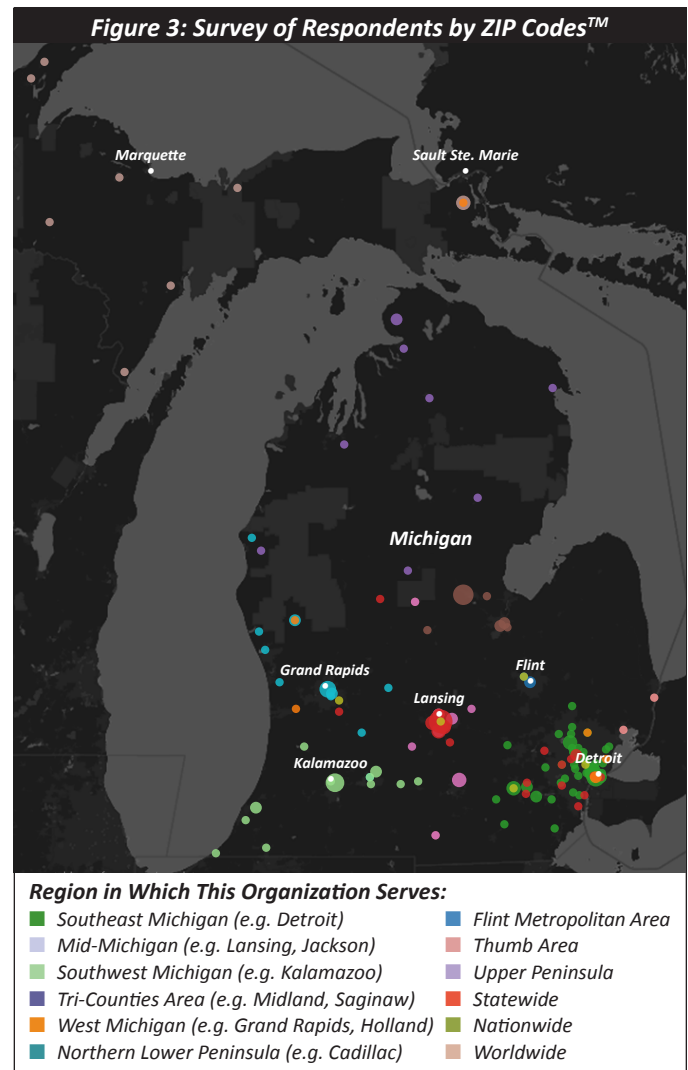 Figure 3: Survey of Respondents by ZIP Codes™
Marquette
Sault Ste. Marie
Michigan
Grand Rapids
Flint
Lansing
Kalamazoo
Detroit
Region in Which This Organization Serves:
Southeast Michigan (e.g. Detroit)
Mid-Michigan (e.g. Lansing, Jackson)
Southwest Michigan (e.g. Kalamazoo)
Tri-Counties Area (e.g. Midland, Saginaw)
West Michigan (e.g. Grand Rapids, Holland)
Northern Lower Peninsula (e.g. Cadillac)
Flint Metropolitan Area
Thumb Area
Upper Peninsula
Statewide
Nationwide
Worldwide